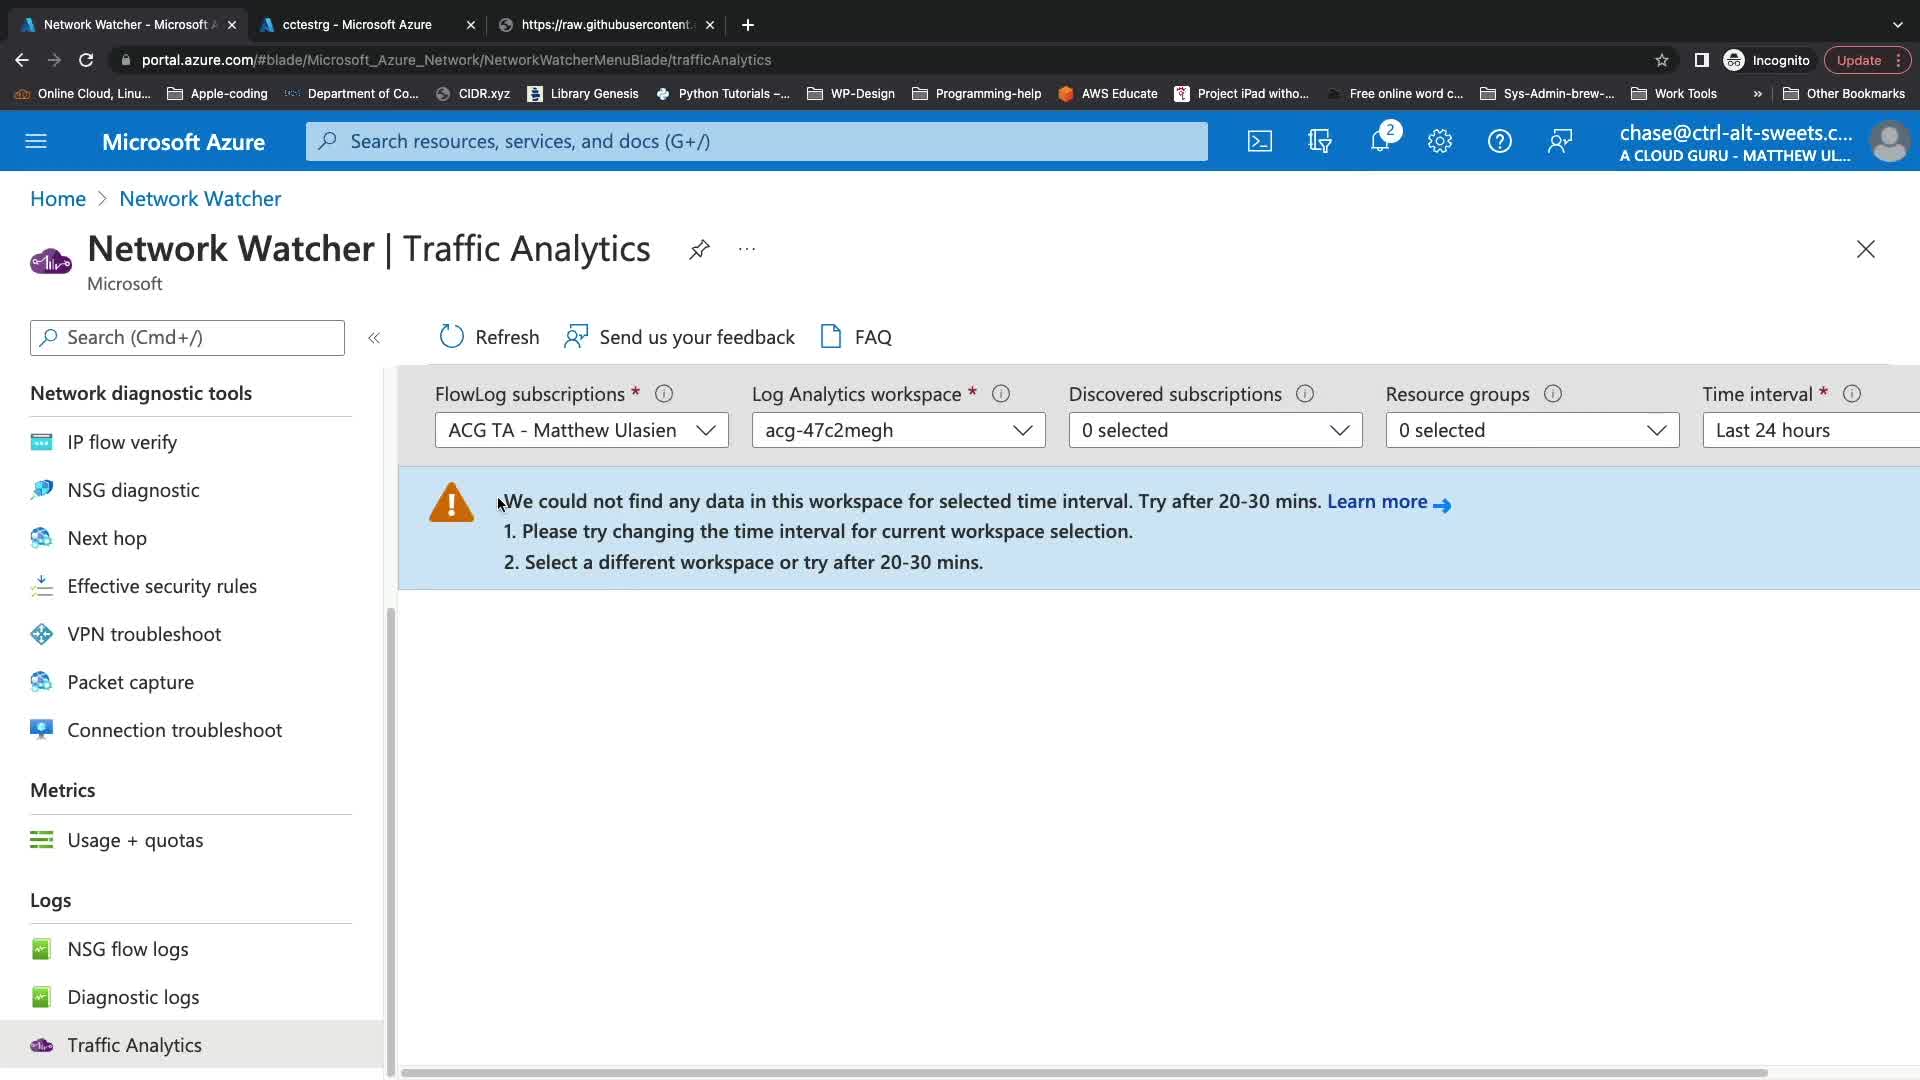 Network Watcher - Microsoft A
cctestrg - Microsoft Azure
https://raw.githubusercontent.
portal.azure.com/#blade/Microsoft_Azure_Network/NetworkWatcherMenuBlade/trafficAnalytics
Incognito
Update
Online Cloud, Linu...
Apple-coding
Department of Co...
CIDR.xyz
Library Genesis
Python Tutorials –...
WP-Design
Programming-help
AWS Educate
Project iPad witho...
Free online word c...
Sys-Admin-brew-...
Work Tools
»
Other Bookmarks
Microsoft Azure
Search resources, services, and docs (G+/)
2
chase@ctrl-alt-sweets.c...
A CLOUD GURU - MATTHEW UL...
Home > Network Watcher
Network Watcher | Traffic Analytics
Microsoft
Search (Cmd+/)
Refresh
Send us your feedback
FAQ
Network diagnostic tools
IP flow verify
NSG diagnostic
Next hop
Effective security rules
VPN troubleshoot
Packet capture
Connection troubleshoot
Metrics
Usage + quotas
Logs
NSG flow logs
Diagnostic logs
Traffic Analytics
FlowLog subscriptions *
ACG TA - Matthew Ulasien
Log Analytics workspace *
acg-47c2megh
Discovered subscriptions
0 selected
Resource groups
0 selected
Time interval *
Last 24 hours
We could not find any data in this workspace for selected time interval. Try after 20-30 mins. Learn more
1. Please try changing the time interval for current workspace selection.
2. Select a different workspace or try after 20-30 mins.